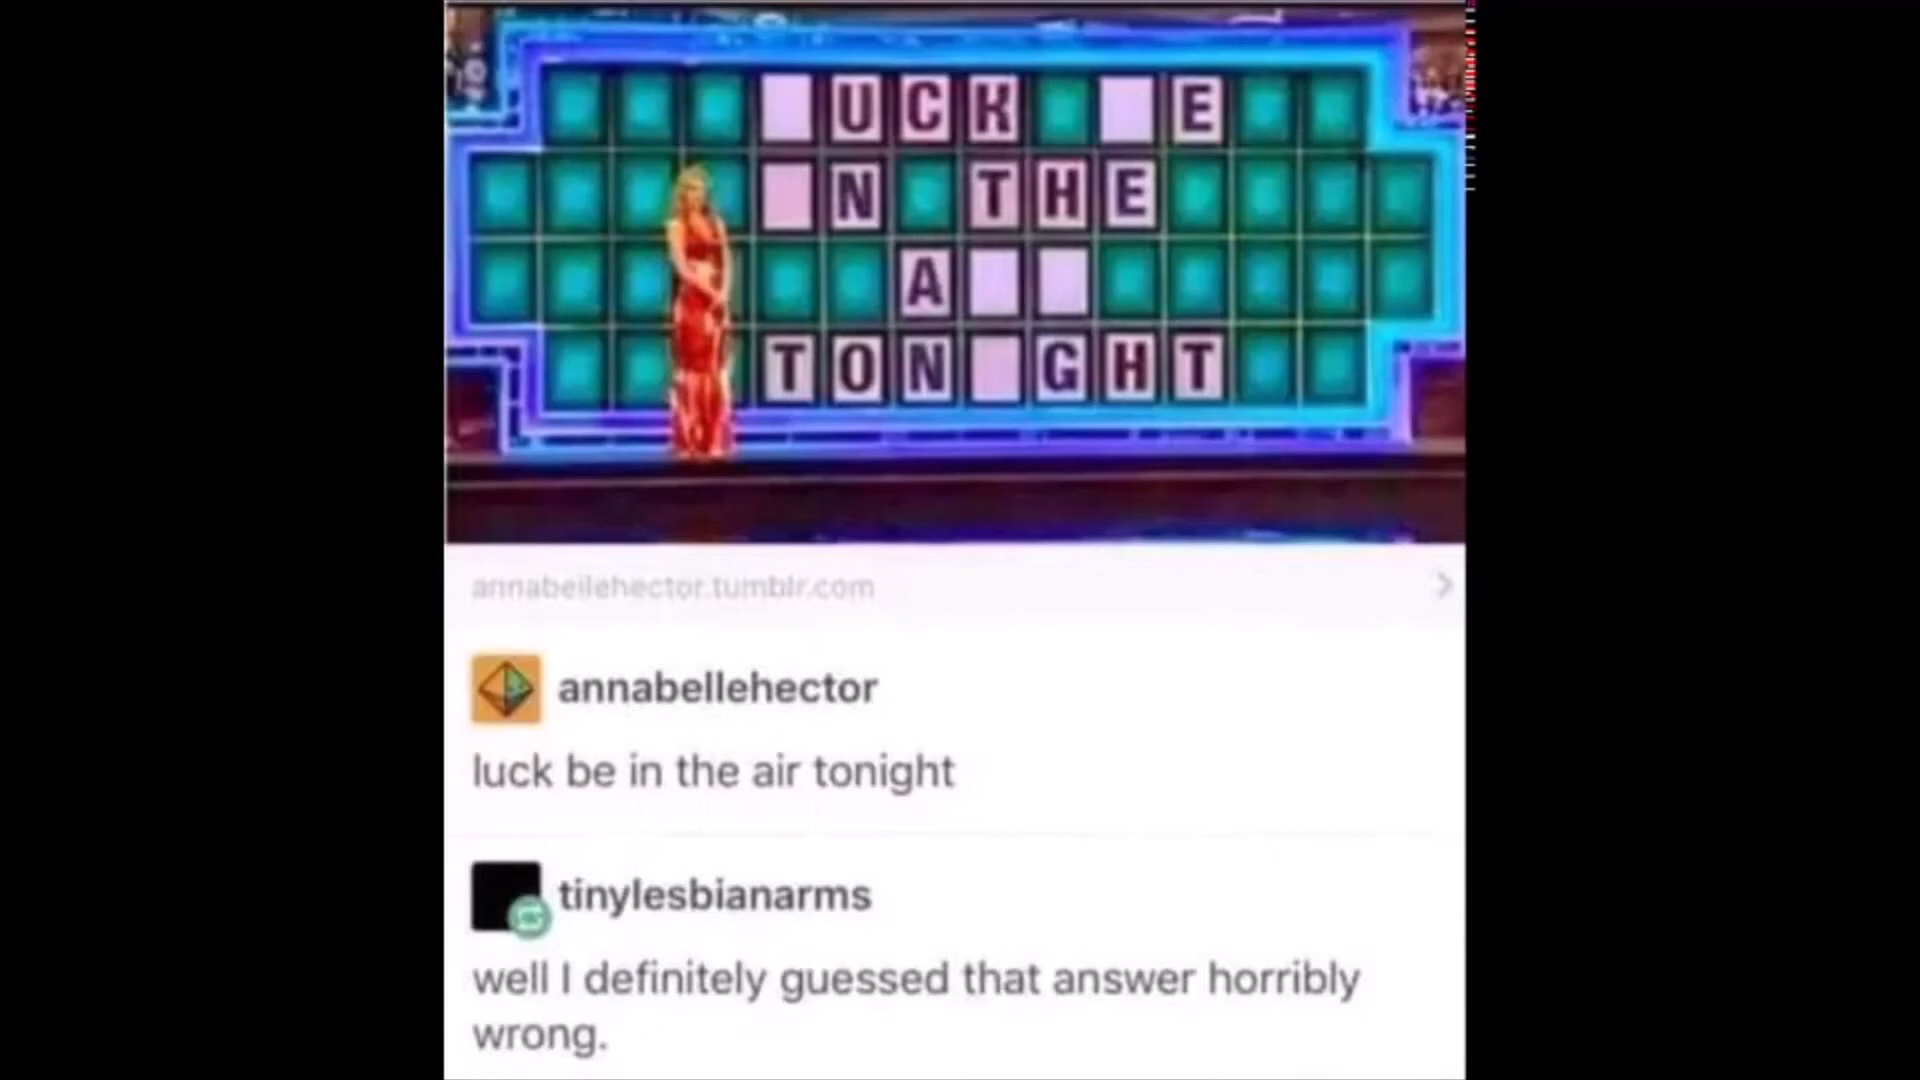 UCK E
N THE
A
TON GHT
annabellehector.tumblr.com
annabellehector
luck be in the air tonight
tinylesbianarms
well I definitely guessed that answer horribly
wrong.